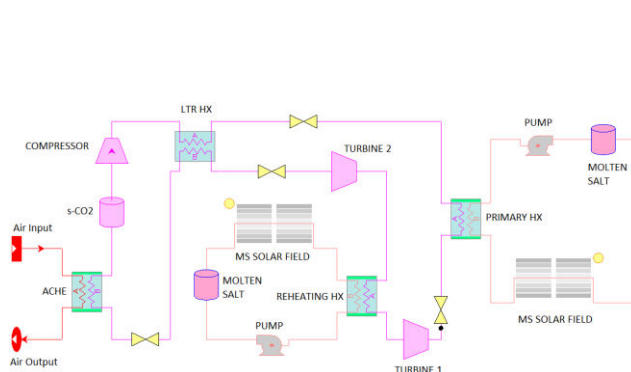 LTR HX
PUMP
COMPRESSOR
TURBINE 2
MOLTEN
SALT
s-CO2
Air Input
PRIMARY HX
MS SOLAR FIELD
ACHE
MOLTEN
SALT
REHEATING HX
PUMP
MS SOLAR FIELD
Air Output
TURBINE 1